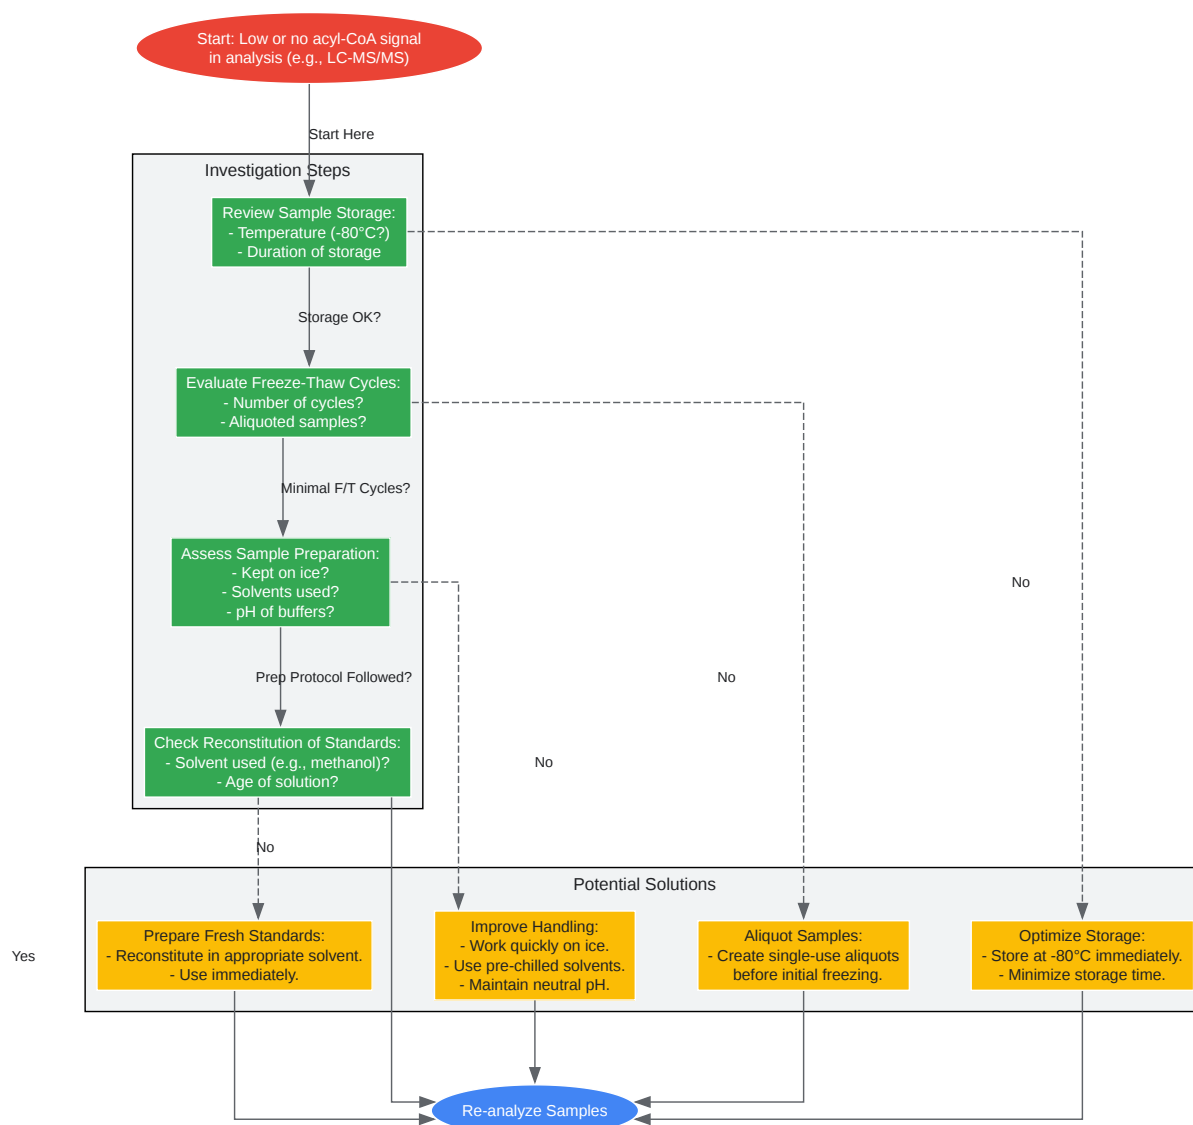 Start: Low or no acyl-CoA signal
in analysis (e.g., LC-MS/MS)
Start Here
Investigation Steps
Review Sample Storage:
- Temperature (-80°C?)
- Duration of storage
Storage OK?
Evaluate Freeze-Thaw Cycles:
- Number of cycles?
- Aliquoted samples?
Minimal F/T Cycles?
Assess Sample Preparation:
- Kept on ice?
- Solvents used?
- pH of buffers?
No
Prep Protocol Followed?
No
Check Reconstitution of Standards:
- Solvent used (e.g., methanol)?
- Age of solution?
No
No
Potential Solutions
Yes
Prepare Fresh Standards:
- Reconstitute in appropriate solvent.
- Use immediately.
Improve Handling:
- Work quickly on ice.
- Use pre-chilled solvents.
- Maintain neutral pH.
Aliquot Samples:
- Create single-use aliquots
before initial freezing.
Optimize Storage:
- Store at -80°C immediately.
- Minimize storage time.
Re-analyze Samples